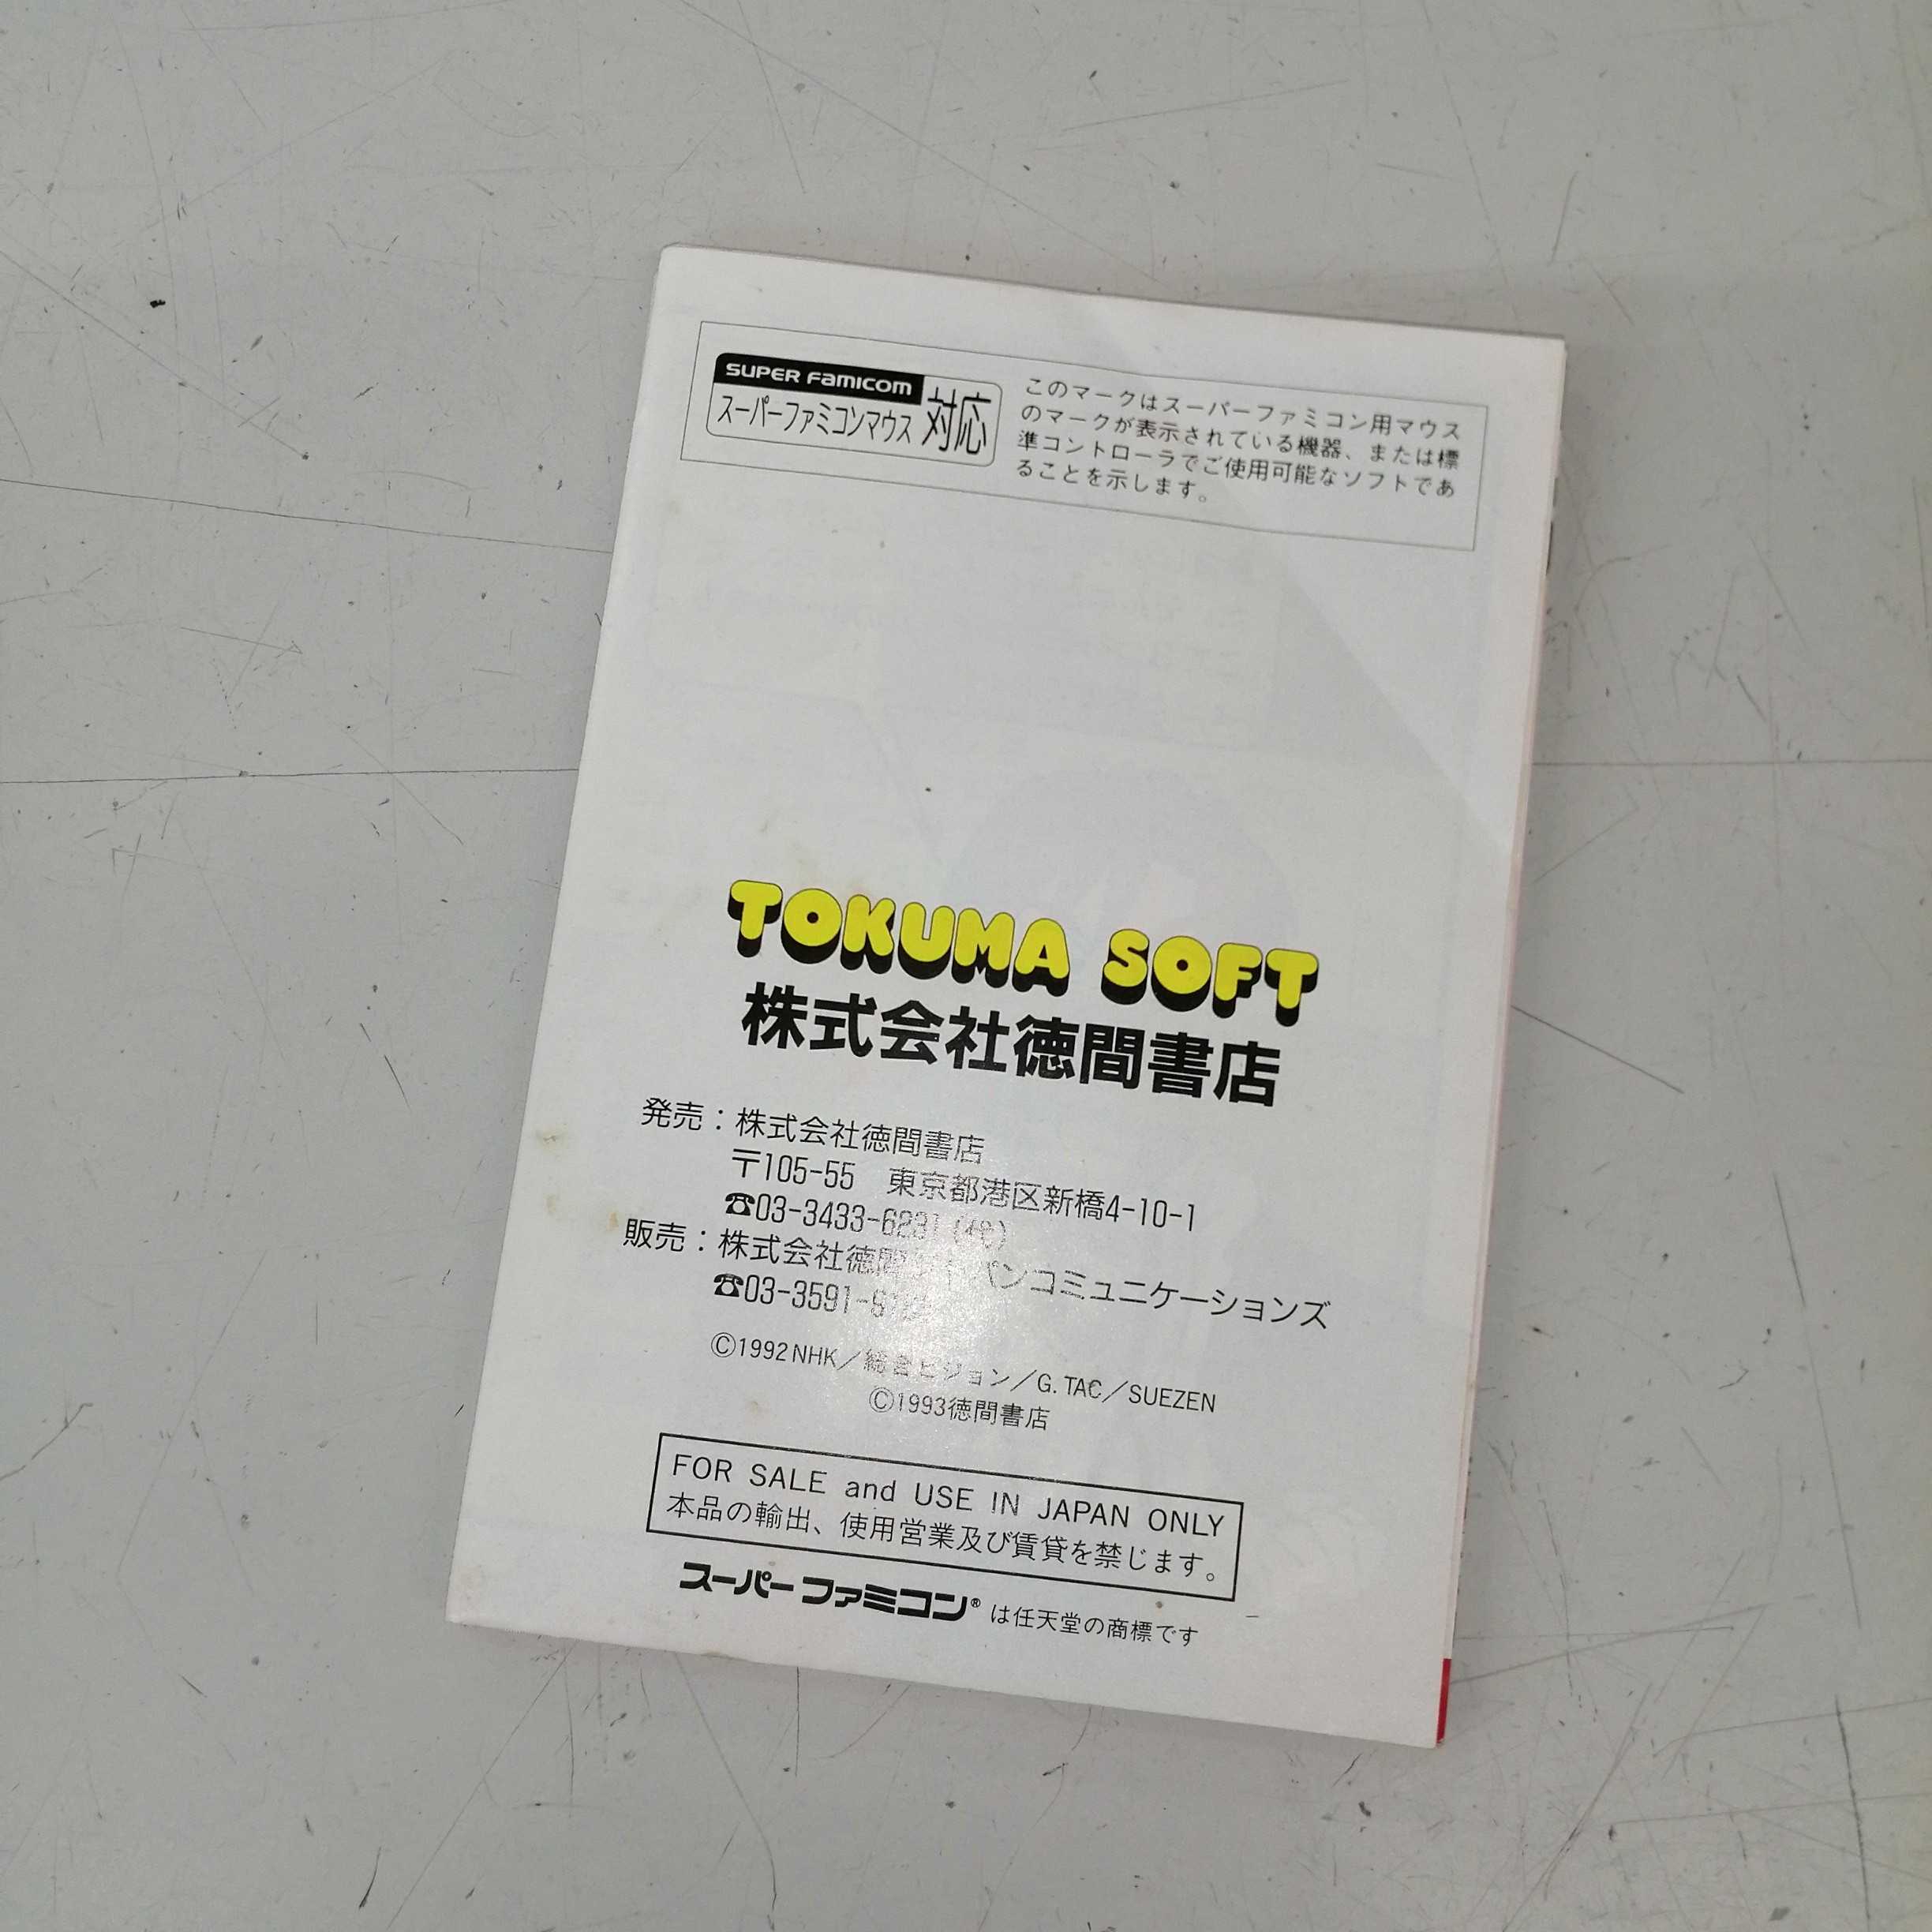 SUPER FAMICOM
スーパーファミコンマウス 対応
このマークはスーパーファミコン用マウス
のマークが表示されている機器、または標
準コントローラでご使用可能なソフトであ
ることを示します。
TOKUMA SOFT
株式会社徳間書店
発売：株式会社徳間書店
〒105-55 東京都港区新橋4-10-1
☎03-3433-6231(代)
販売：株式会社徳間ジャパンコミュニケーションズ
☎03-3591-
©1992 NHK／総合ビジョン／G.TAC／SUEZEN
©1993徳間書店
FOR SALE and USE IN JAPAN ONLY
本品の輸出、使用営業及び賃貸を禁じます。
スーパーファミコン® は任天堂の商標です